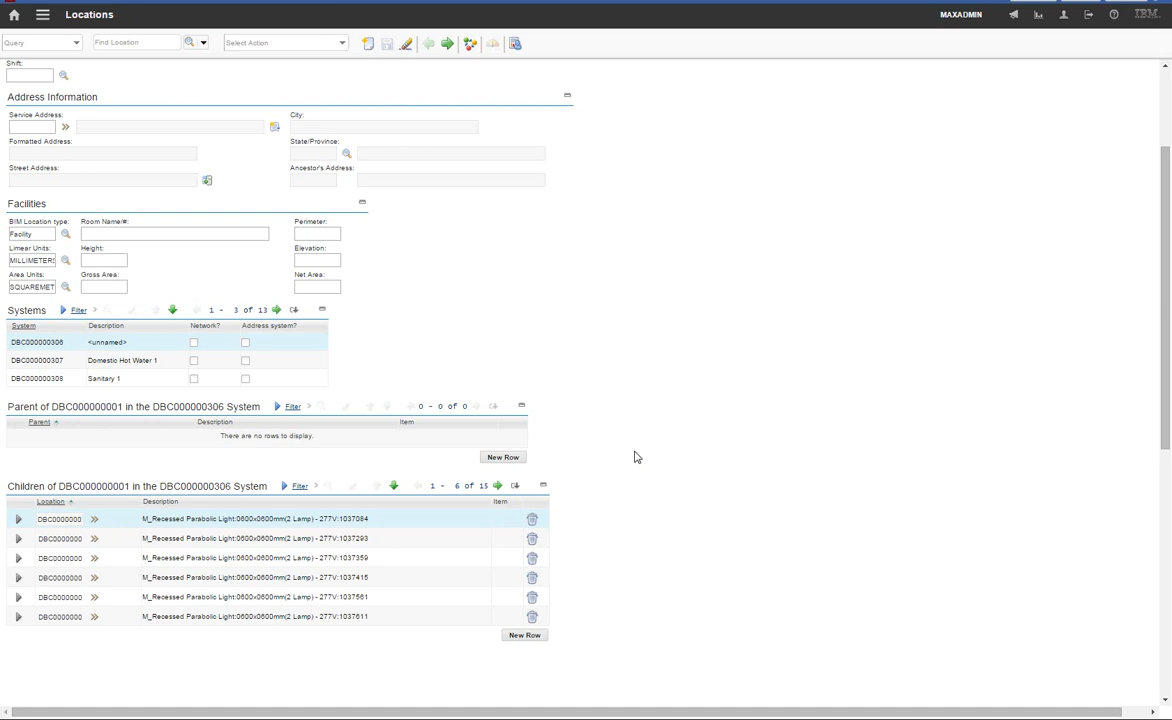 Locations
MAXADMIN
IBM.
Query
Find Location
Select Action
Shift:
Address Information
Service Address:
City:
Formatted Address:
State/Province:
Street Address:
Ancestor's Address:
Facilities
BIM Location type:
Room Name/#:
Perimeter:
Facility
Linear Units:
Height:
Elevation:
MILLIMETERS
Area Units:
Gross Area:
Net Area:
SQUAREMET
Systems
Filter
1 - 3 of 13
System
Description
Network?
Address system?
DBC000000306
<unnamed>
DBC000000307
Domestic Hot Water 1
DBC000000308
Sanitary 1
Parent of DBC000000001 in the DBC000000306 System
Filter
0 - 0 of 0
Parent
Description
Item
There are no rows to display.
New Row
Children of DBC000000001 in the DBC000000306 System
Filter
1 - 6 of 15
Location
Description
Item
DBC0000000
M_Recessed Parabolic Light:0600x0600mm(2 Lamp) - 277V:1037084
DBC0000000
M_Recessed Parabolic Light:0600x0600mm(2 Lamp) - 277V:1037293
DBC0000000
M_Recessed Parabolic Light:0600x0600mm(2 Lamp) - 277V:1037359
DBC0000000
M_Recessed Parabolic Light:0600x0600mm(2 Lamp) - 277V:1037415
DBC0000000
M_Recessed Parabolic Light:0600x0600mm(2 Lamp) - 277V:1037561
DBC0000000
M_Recessed Parabolic Light:0600x0600mm(2 Lamp) - 277V:1037611
New Row